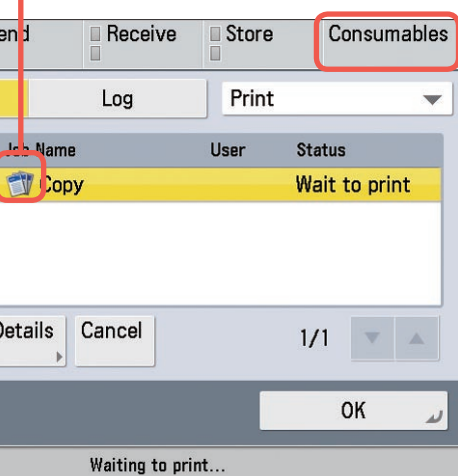 end Receive Store Consumables
Log Print
Job Name User Status
Copy Wait to print
Details Cancel 1/1
OK
Waiting to print...